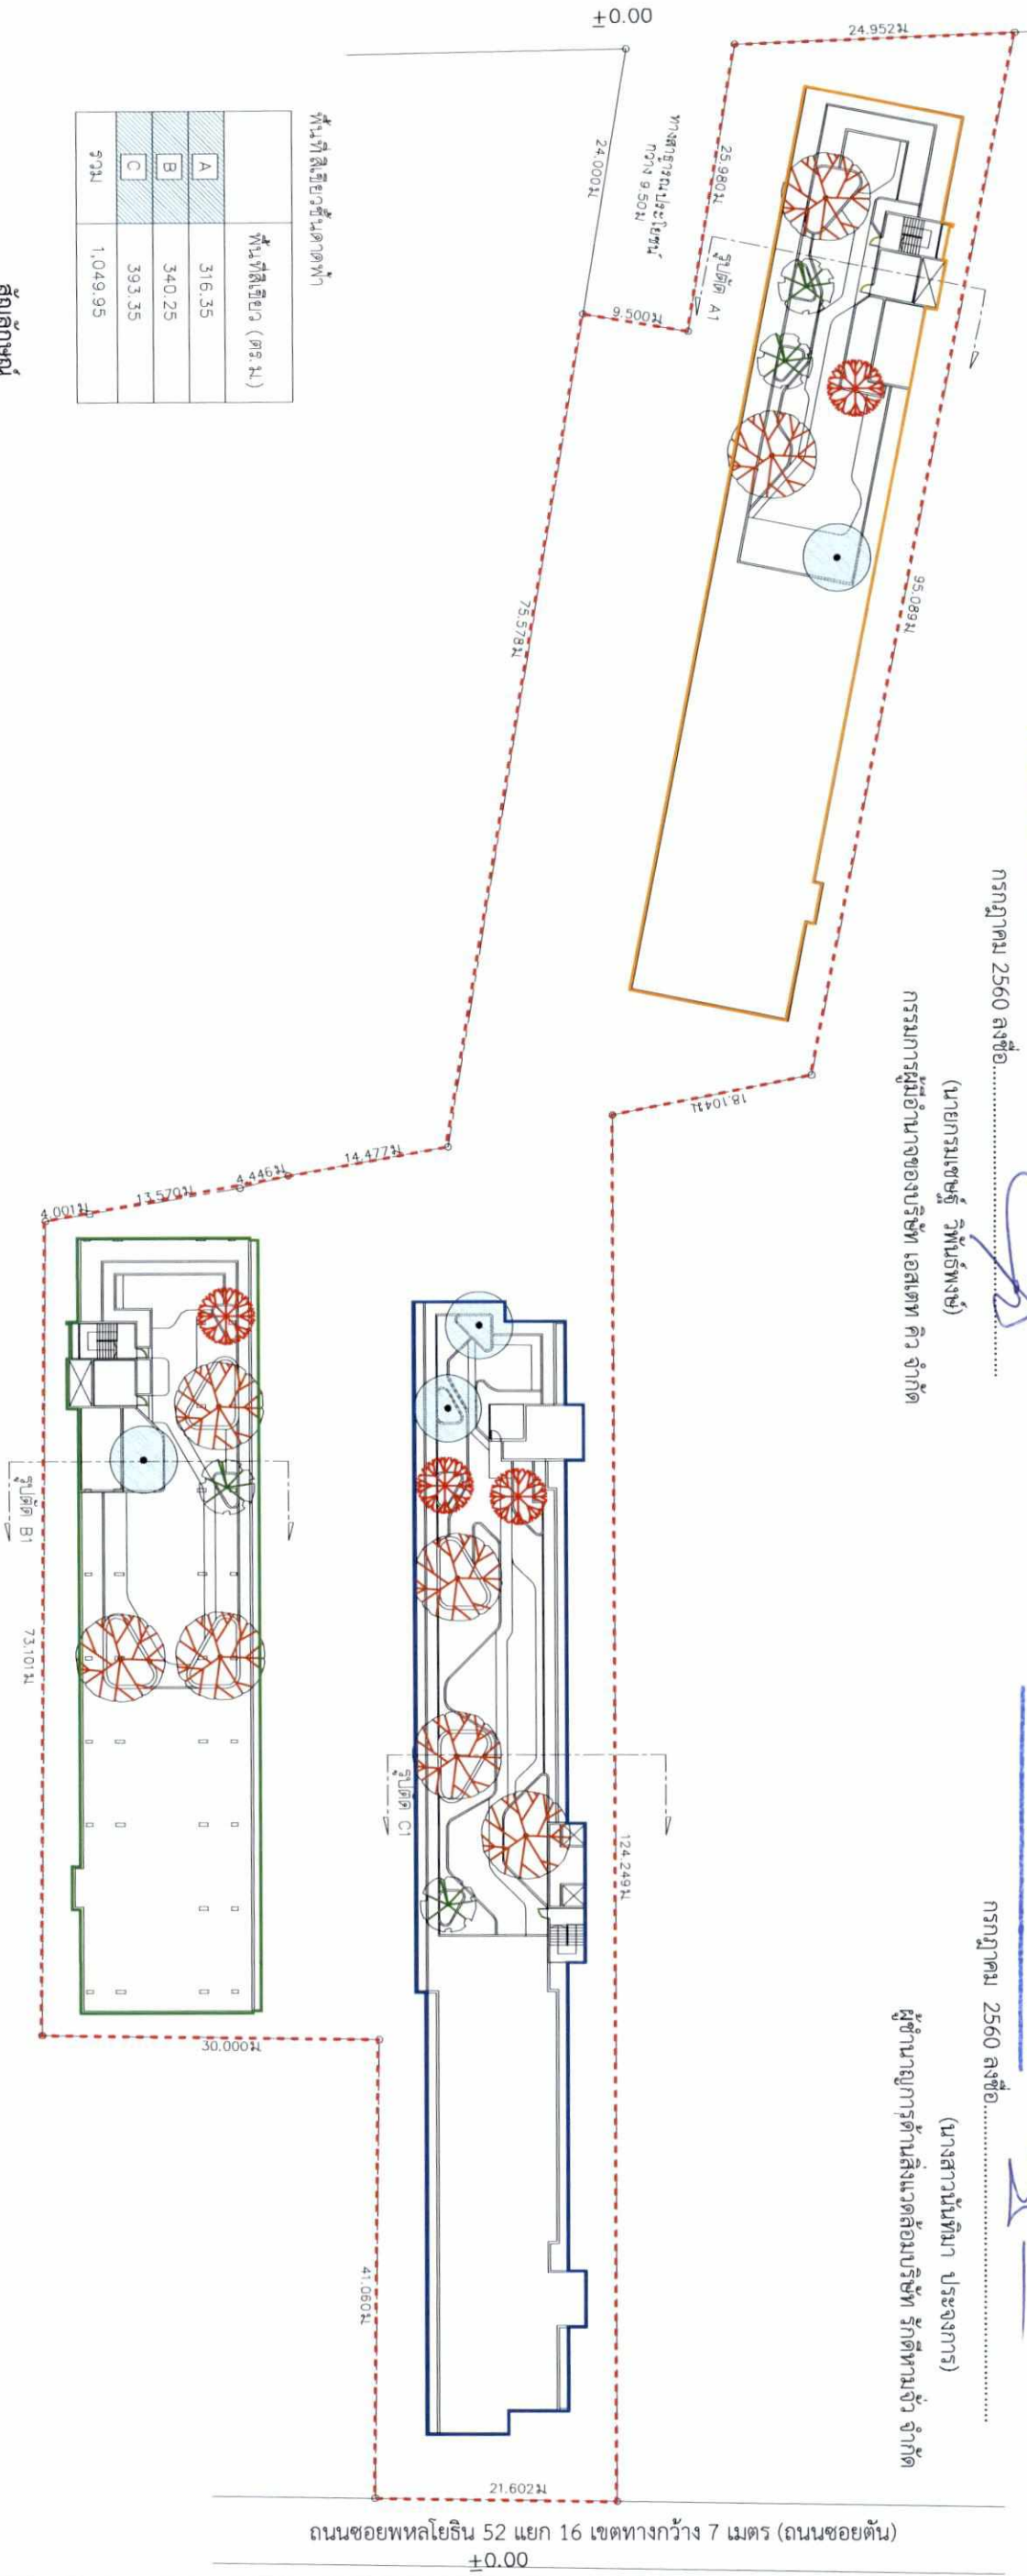 ±0.00
24.952ม
25.980ม
ทางสาธารณประโยชน์
กว้าง 9.50ม
24.000ม
รูปตัด A1
9.500ม
95.089ม
75.578ม
18.104ม
14.477ม
4.446ม
13.570ม
4.001ม
พื้นที่สีเขียวชั้นดาดฟ้า
พื้นที่สีเขียว (ตร.ม.)
A 316.35
B 340.25
C 393.35
รวม 1,049.95
สัญลักษณ์
กรกฎาคม 2560 ลงชื่อ
(นายกรมเชษฐ์ วิพันธ์พงษ์)
กรรมการผู้มีอำนาจของบริษัท เอสเตท คิว จำกัด
รูปตัด B1
73.101ม
รูปตัด C1
124.249ม
30.000ม
41.060ม
21.602ม
กรกฎาคม 2560 ลงชื่อ
(นางสาวนันทิมา ประจงการ)
ผู้ชำนาญการด้านสิ่งแวดล้อมบริษัท รักดีหามจั่ว จำกัด
ถนนซอยพหลโยธิน 52 แยก 16 เขตทางกว้าง 7 เมตร (ถนนซอยตัน)
±0.00